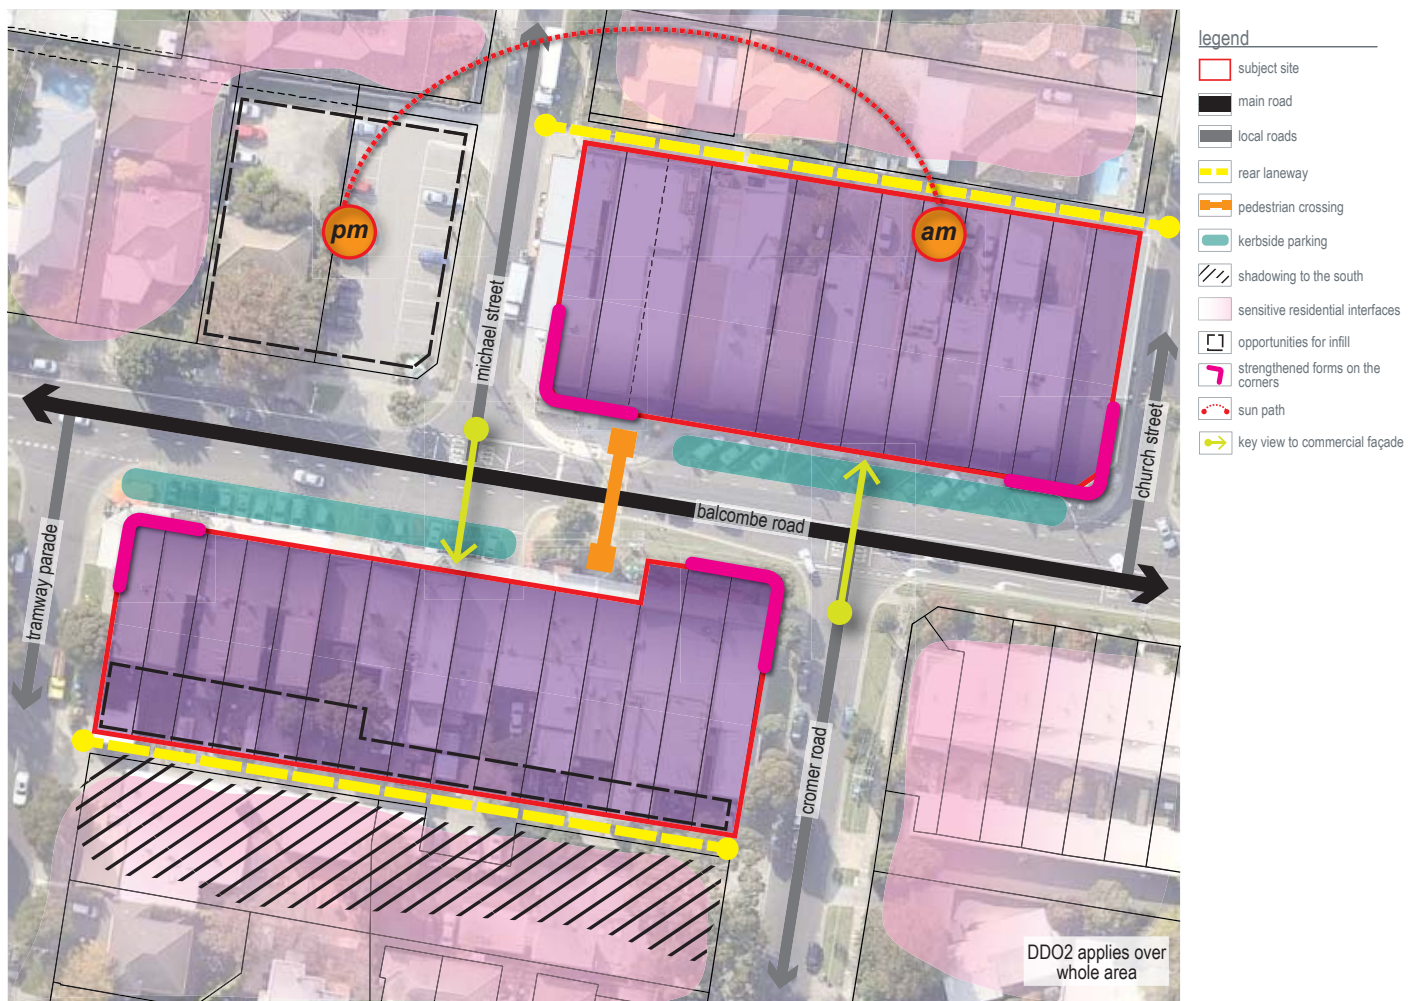 legend
subject site
main road
local roads
rear laneway
pedestrian crossing
kerbside parking
shadowing to the south
sensitive residential interfaces
opportunities for infill
strengthened forms on the
corners
sun path
key view to commercial façade
pm
am
michael street
church street
balcombe road
tramway parade
cromer road
DDO2 applies over
whole area